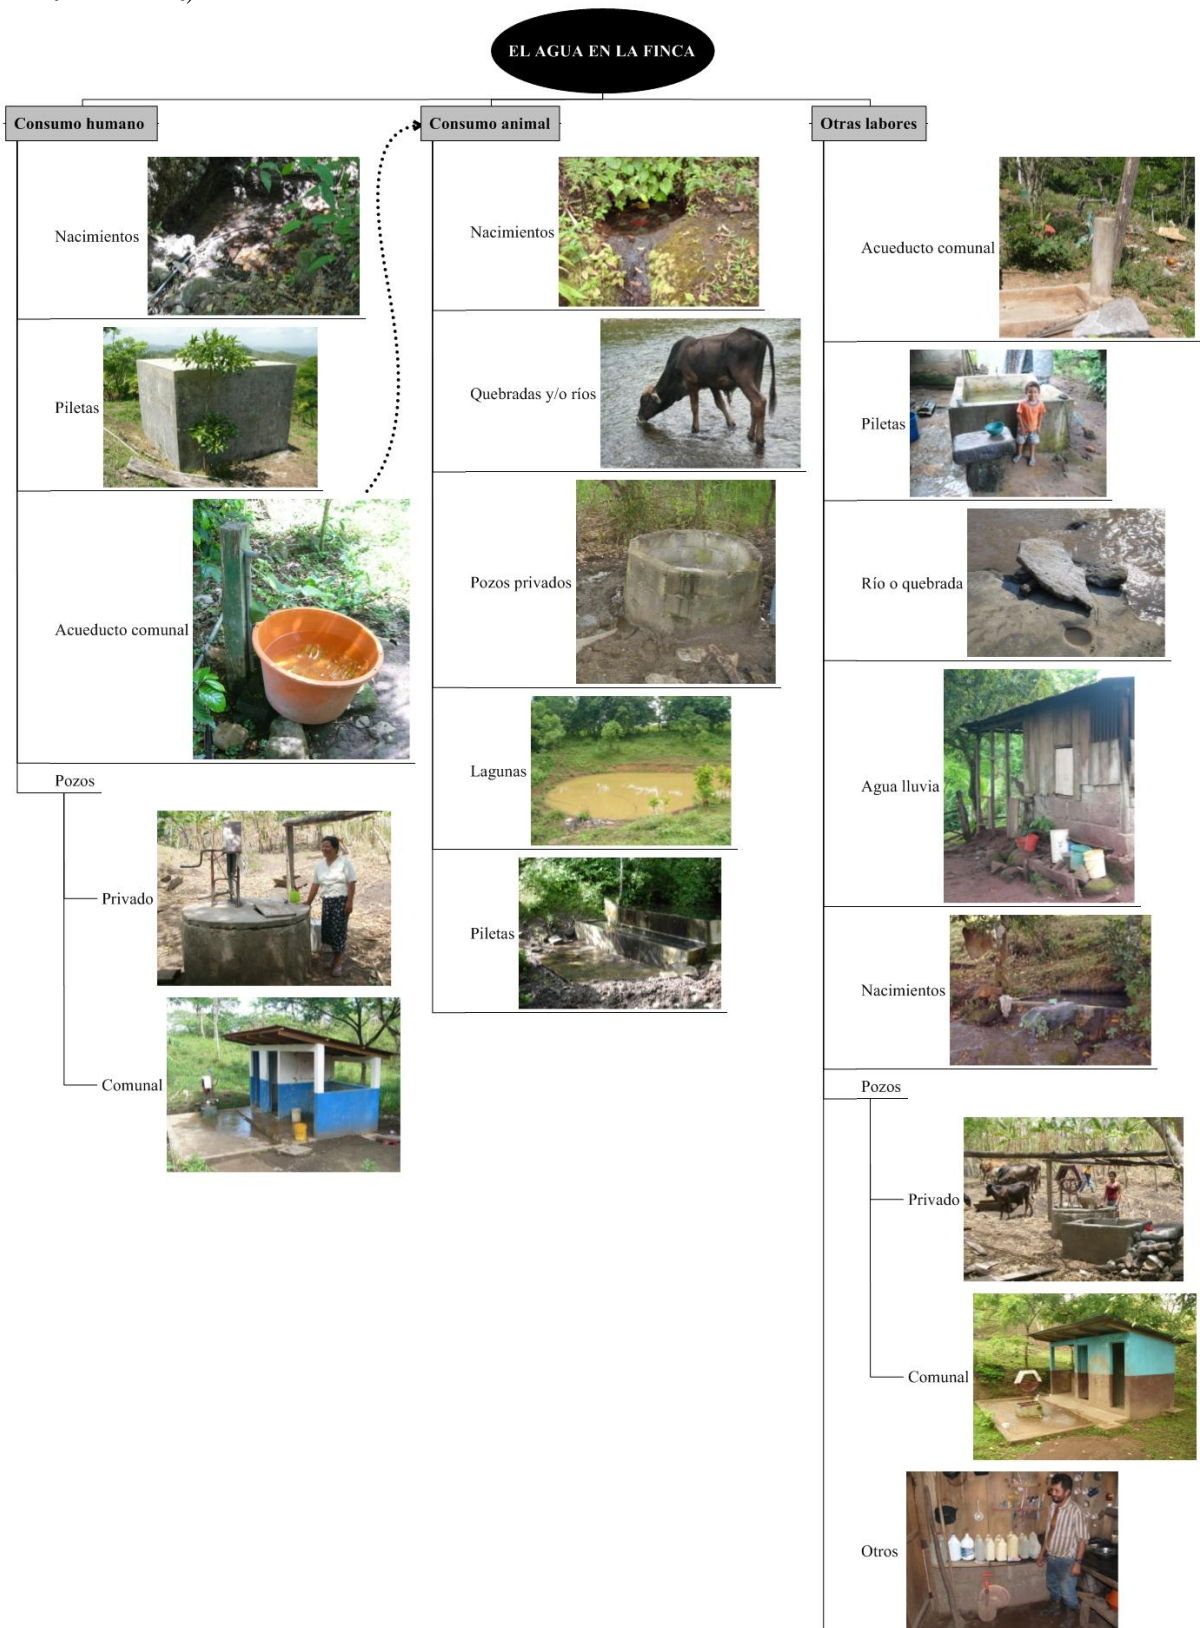 EL AGUA EN LA FINCA
Consumo humano
Nacimientos
Piletas
Acueducto comunal
Pozos
Privado
Comunal
Consumo animal
Nacimientos
Quebradas y/o ríos
Pozos privados
Lagunas
Piletas
Otras labores
Acueducto comunal
Piletas
Río o quebrada
Agua lluvia
Nacimientos
Pozos
Privado
Comunal
Otros